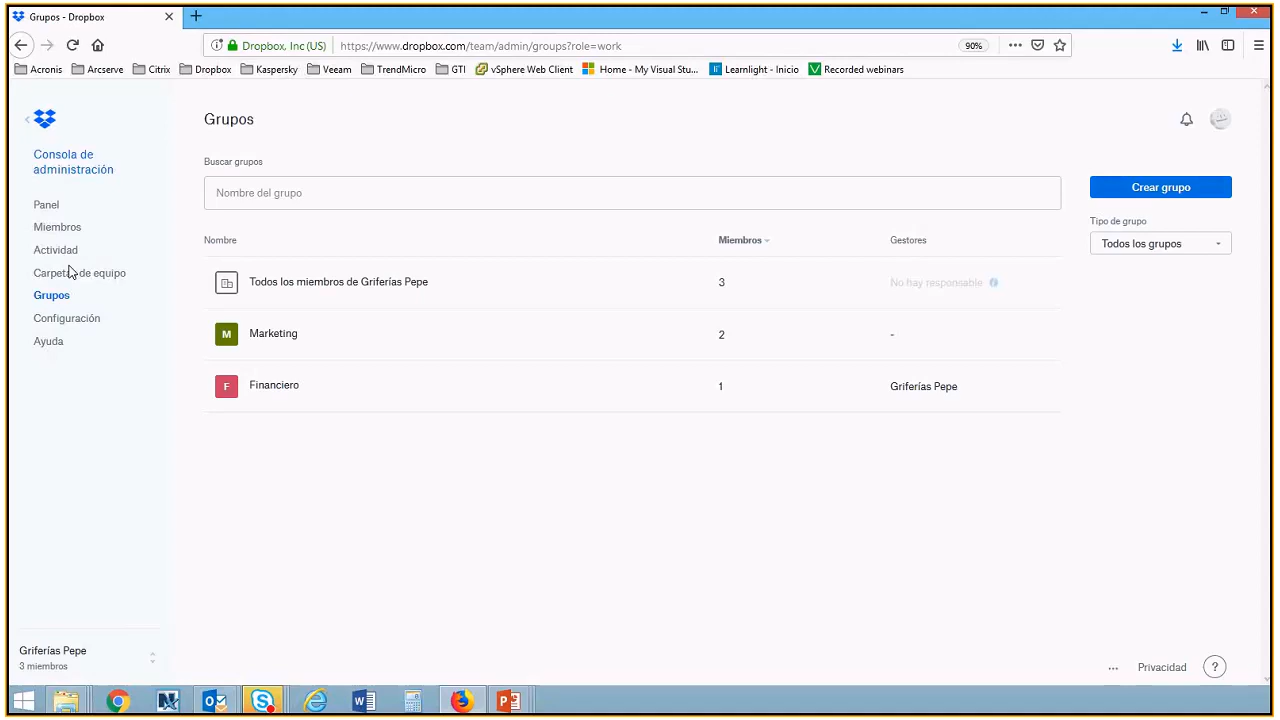 Grupos - Dropbox
Dropbox, Inc (US)
https://www.dropbox.com/team/admin/groups?role=work
90%
Acronis
Arcserve
Citrix
Dropbox
Kaspersky
Veeam
TrendMicro
GTI
vSphere Web Client
Home - My Visual Stu...
Learnlight - Inicio
Recorded webinars
Consola de
administración
Panel
Miembros
Actividad
Carpetas de equipo
Grupos
Configuración
Ayuda
Griferías Pepe
3 miembros
Grupos
Buscar grupos
Nombre del grupo
Crear grupo
Tipo de grupo
Todos los grupos
Nombre
Miembros
Gestores
Todos los miembros de Griferías Pepe
3
No hay responsable
M
Marketing
2
-
F
Financiero
1
Griferías Pepe
Privacidad
?